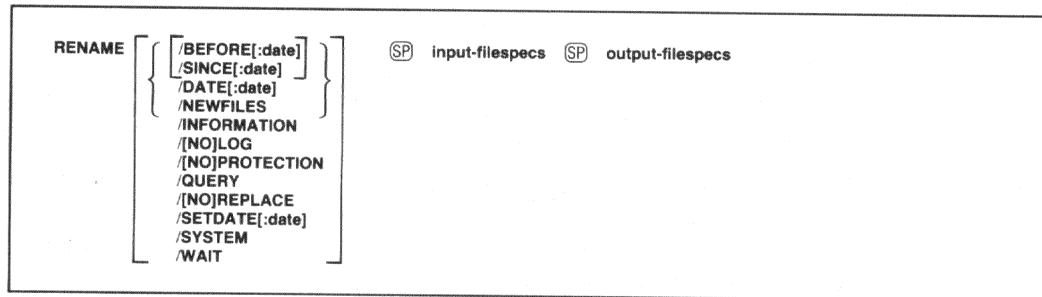 RENAME /BEFORE[:date] SP input-filespecs SP output-filespecs
/SINCE[:date]
/DATE[:date]
/NEWFILES
/INFORMATION
/[NO]LOG
/[NO]PROTECTION
/QUERY
/[NO]REPLACE
/SETDATE[:date]
/SYSTEM
/WAIT